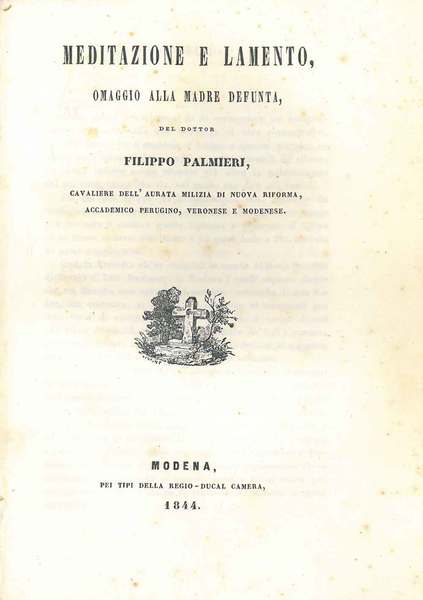 MEDITAZIONE E LAMENTO,
OMAGGIO ALLA MADRE DEFUNTA,
DEL DOTTOR
FILIPPO PALMIERJ,
CAVALIERE DELL'AURATA MILIZIA DI NUOVA RIFORMA,
ACCADEMICO PERUGINO, VERONESE E MODENESE.
MODENA,
PEI TIPI DELLA REGIO-DUCAL CAMERA,
1844.